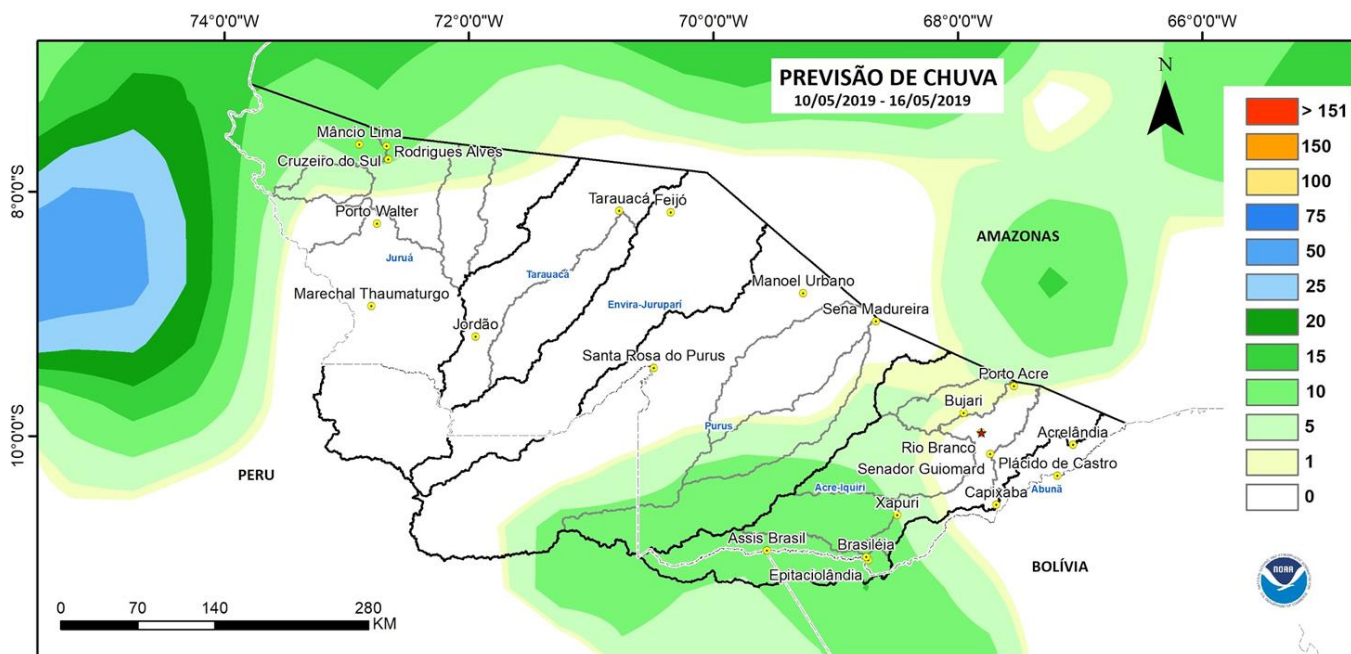 74°0'0"W
72°0'0"W
70°0'0"W
68°0'0"W
66°0'0"W
PREVISÃO DE CHUVA
10/05/2019 - 16/05/2019
N
> 151
150
100
75
50
25
20
15
10
5
1
0
8°0'0"S
10°0'0"S
Mâncio Lima
Rodrigues Alves
Cruzeiro do Sul
Porto Walter
Tarauacá
Feijó
AMAZONAS
Juruá
Tarauacá
Marechal Thaumaturgo
Envira-Jurupari
Manoel Urbano
Sena Madureira
Jordão
Santa Rosa do Purus
Porto Acre
Bujari
Purus
Acrelândia
Rio Branco
PERU
Senador Guiomard
Plácido de Castro
Acre-Iquiri
Capixaba
Abunã
Xapuri
Assis Brasil
Brasiléia
Epitaciolândia
BOLÍVIA
NOAA
0
70
140
280
KM